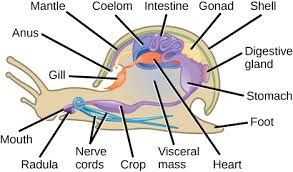 Mantle
Coelom
Intestine
Gonad
Shell
Anus
Digestive
gland
Gill
Stomach
Mouth
Foot
Radula
Nerve
cords
Crop
Visceral
mass
Heart